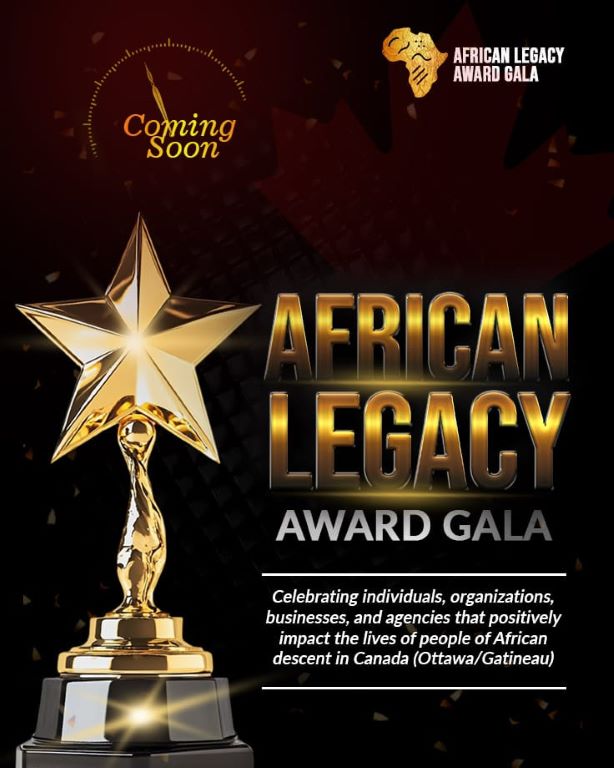 Coming
Soon
AFRICAN LEGACY
AWARD GALA
AFRICAN
LEGACY
AWARD GALA
Celebrating individuals, organizations,
businesses, and agencies that positively
impact the lives of people of African
descent in Canada (Ottawa/Gatineau)